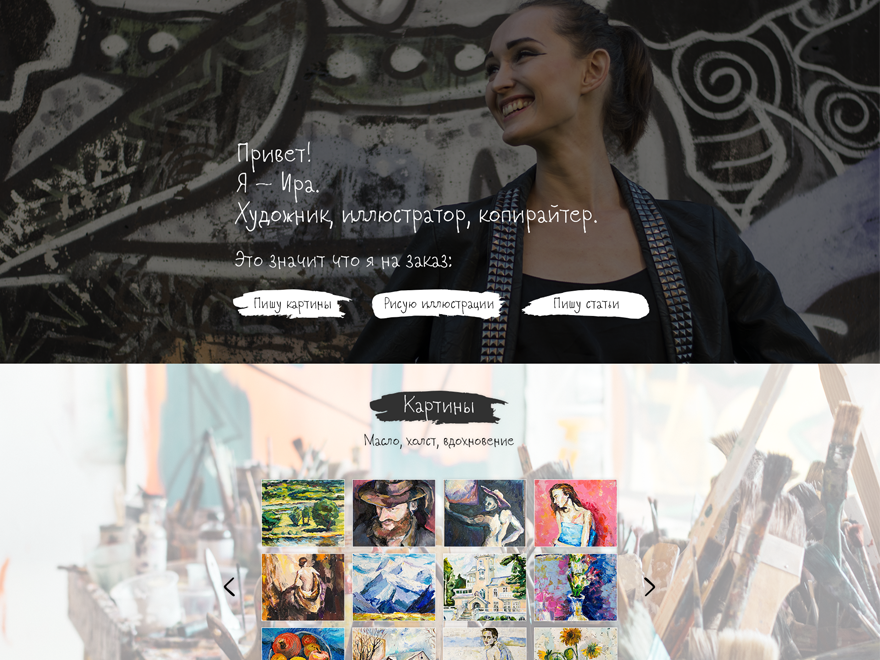 Привет!
Я — Ира.
Художник, иллюстратор, копирайтер.
Это значит что я на заказ:
Пишу картины
Рисую иллюстрации
Пишу статьи
Картины
Масло, холст, вдохновение